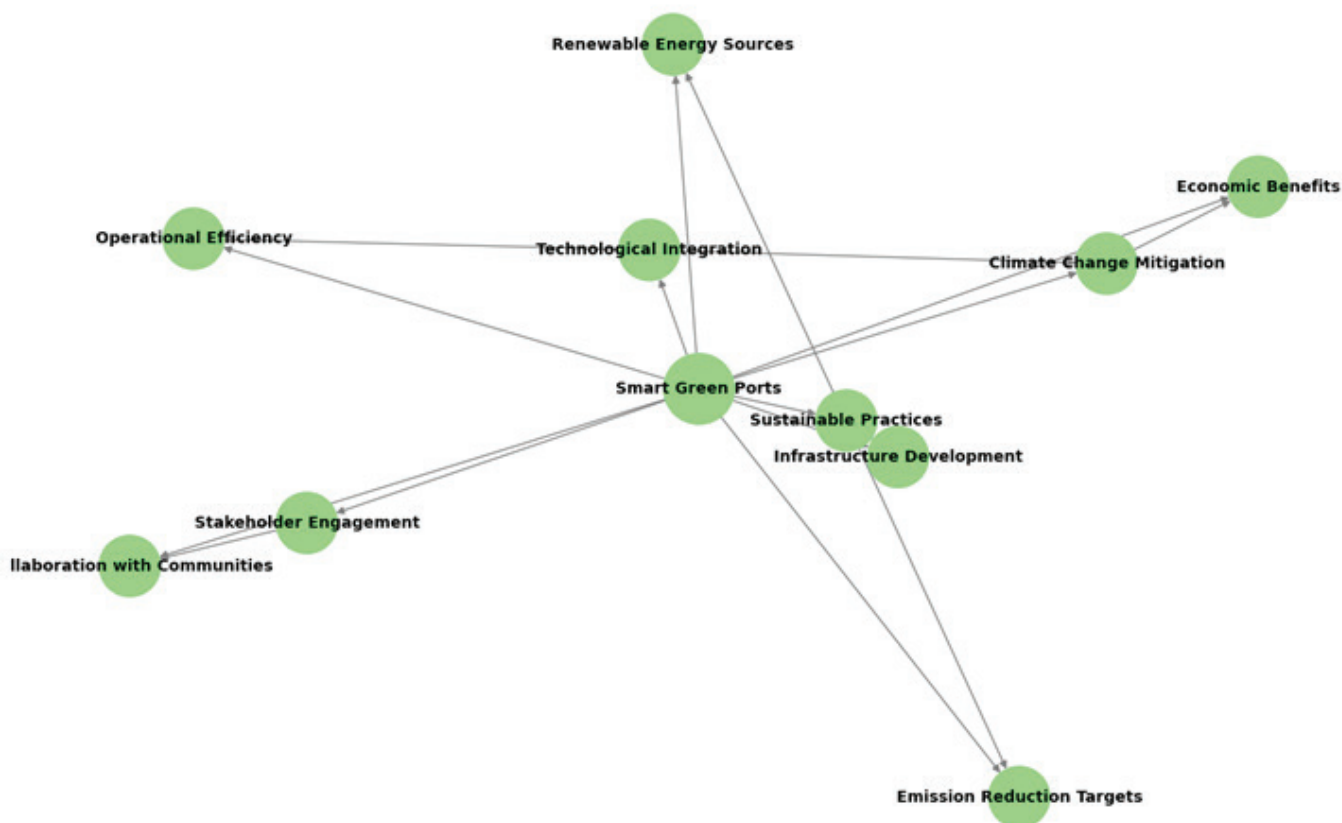 Renewable Energy Sources
Economic Benefits
Operational Efficiency
Technological Integration
Climate Change Mitigation
Smart Green Ports
Sustainable Practices
Infrastructure Development
Stakeholder Engagement
llaboration with Communities
Emission Reduction Targets